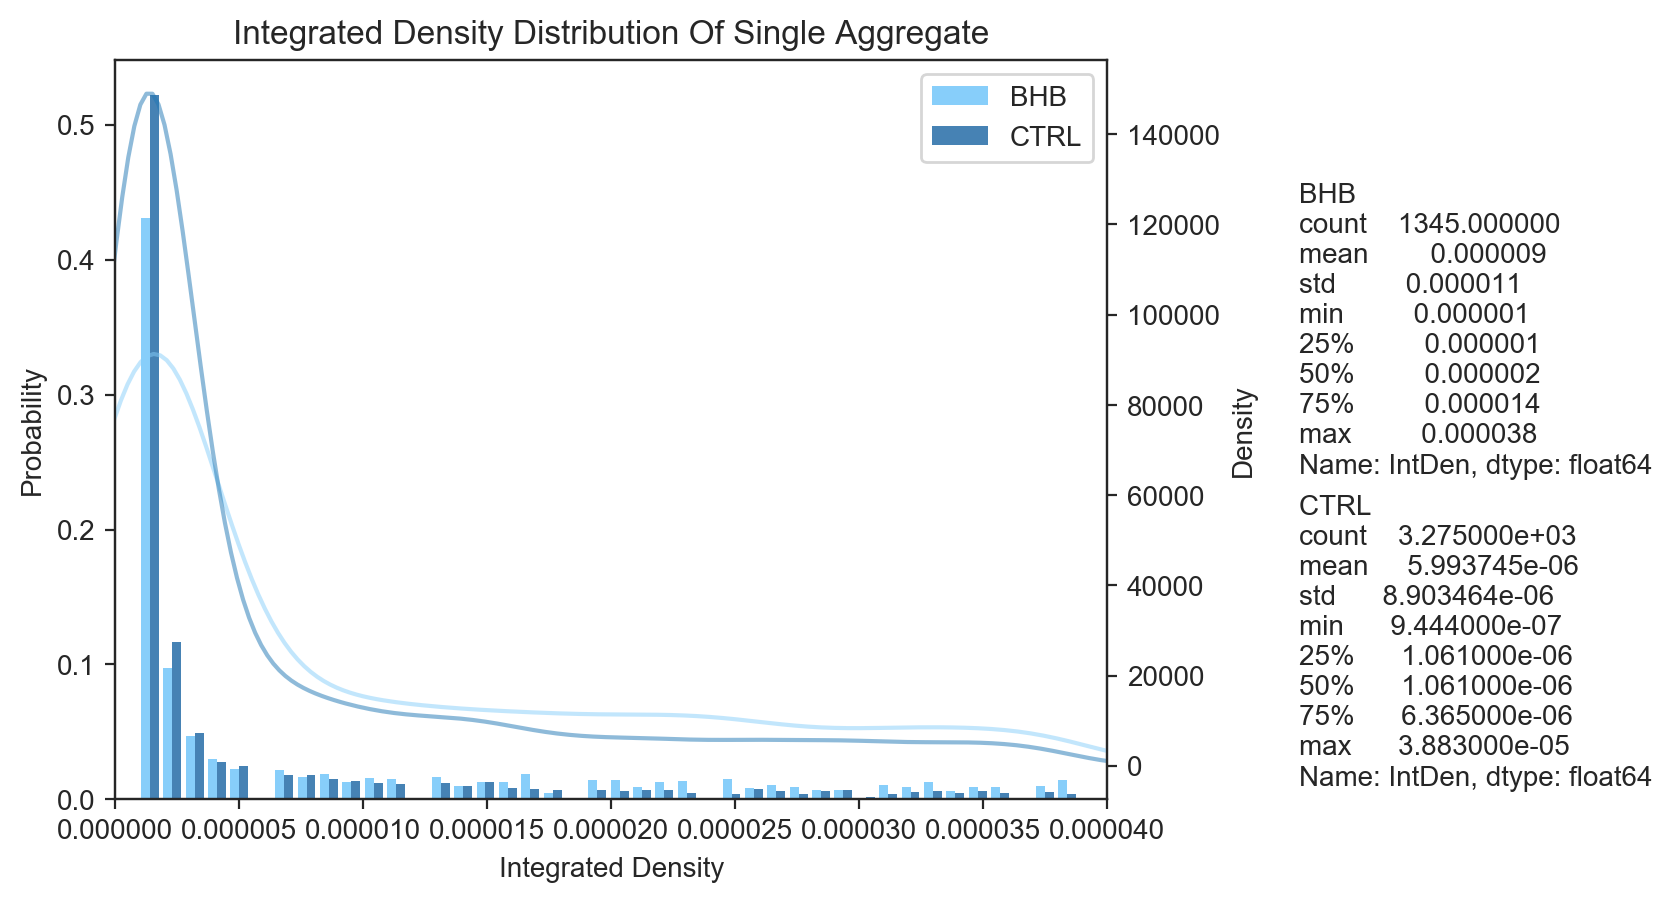 Integrated Density Distribution Of Single Aggregate
BHB
CTRL
Probability
0.5
0.4
0.3
0.2
0.1
0.0
140000
120000
100000
80000
60000
40000
20000
0
Density
0.000000 0.000005 0.000010 0.000015 0.000020 0.000025 0.000030 0.000035 0.000040
Integrated Density
BHB
count 1345.000000
mean 0.000009
std 0.000011
min 0.000001
25% 0.000001
50% 0.000002
75% 0.000014
max 0.000038
Name: IntDen, dtype: float64
CTRL
count 3.275000e+03
mean 5.993745e-06
std 8.903464e-06
min 9.444000e-07
25% 1.061000e-06
50% 1.061000e-06
75% 6.365000e-06
max 3.883000e-05
Name: IntDen, dtype: float64